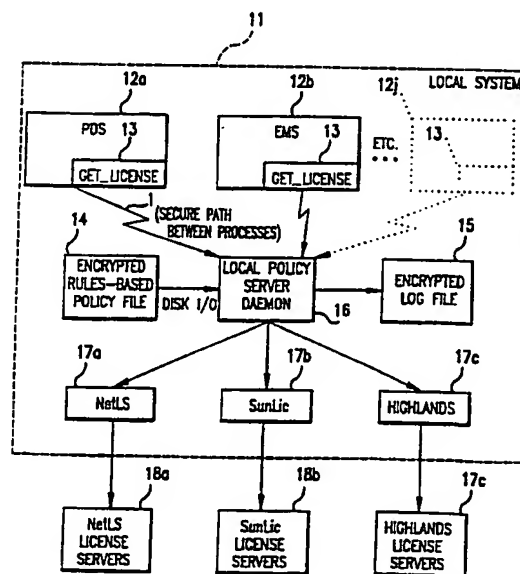 11
12a
12b
12j
LOCAL SYSTEM
PDS
13
GET_LICENSE
EMS
13
GET_LICENSE
ETC.
13
1
(SECURE PATH
BETWEEN PROCESSES)
14
15
ENCRYPTED
RULES-BASED
POLICY FILE
DISK I/O
LOCAL POLICY
SERVER
DAEMON
16
ENCRYPTED
LOG FILE
17a
17b
17c
NetLS
SunLic
HIGHLANDS
18a
18b
17c
NetLS
LICENSE
SERVERS
SunLic
LICENSE
SERVERS
HIGHLANDS
LICENSE
SERVERS